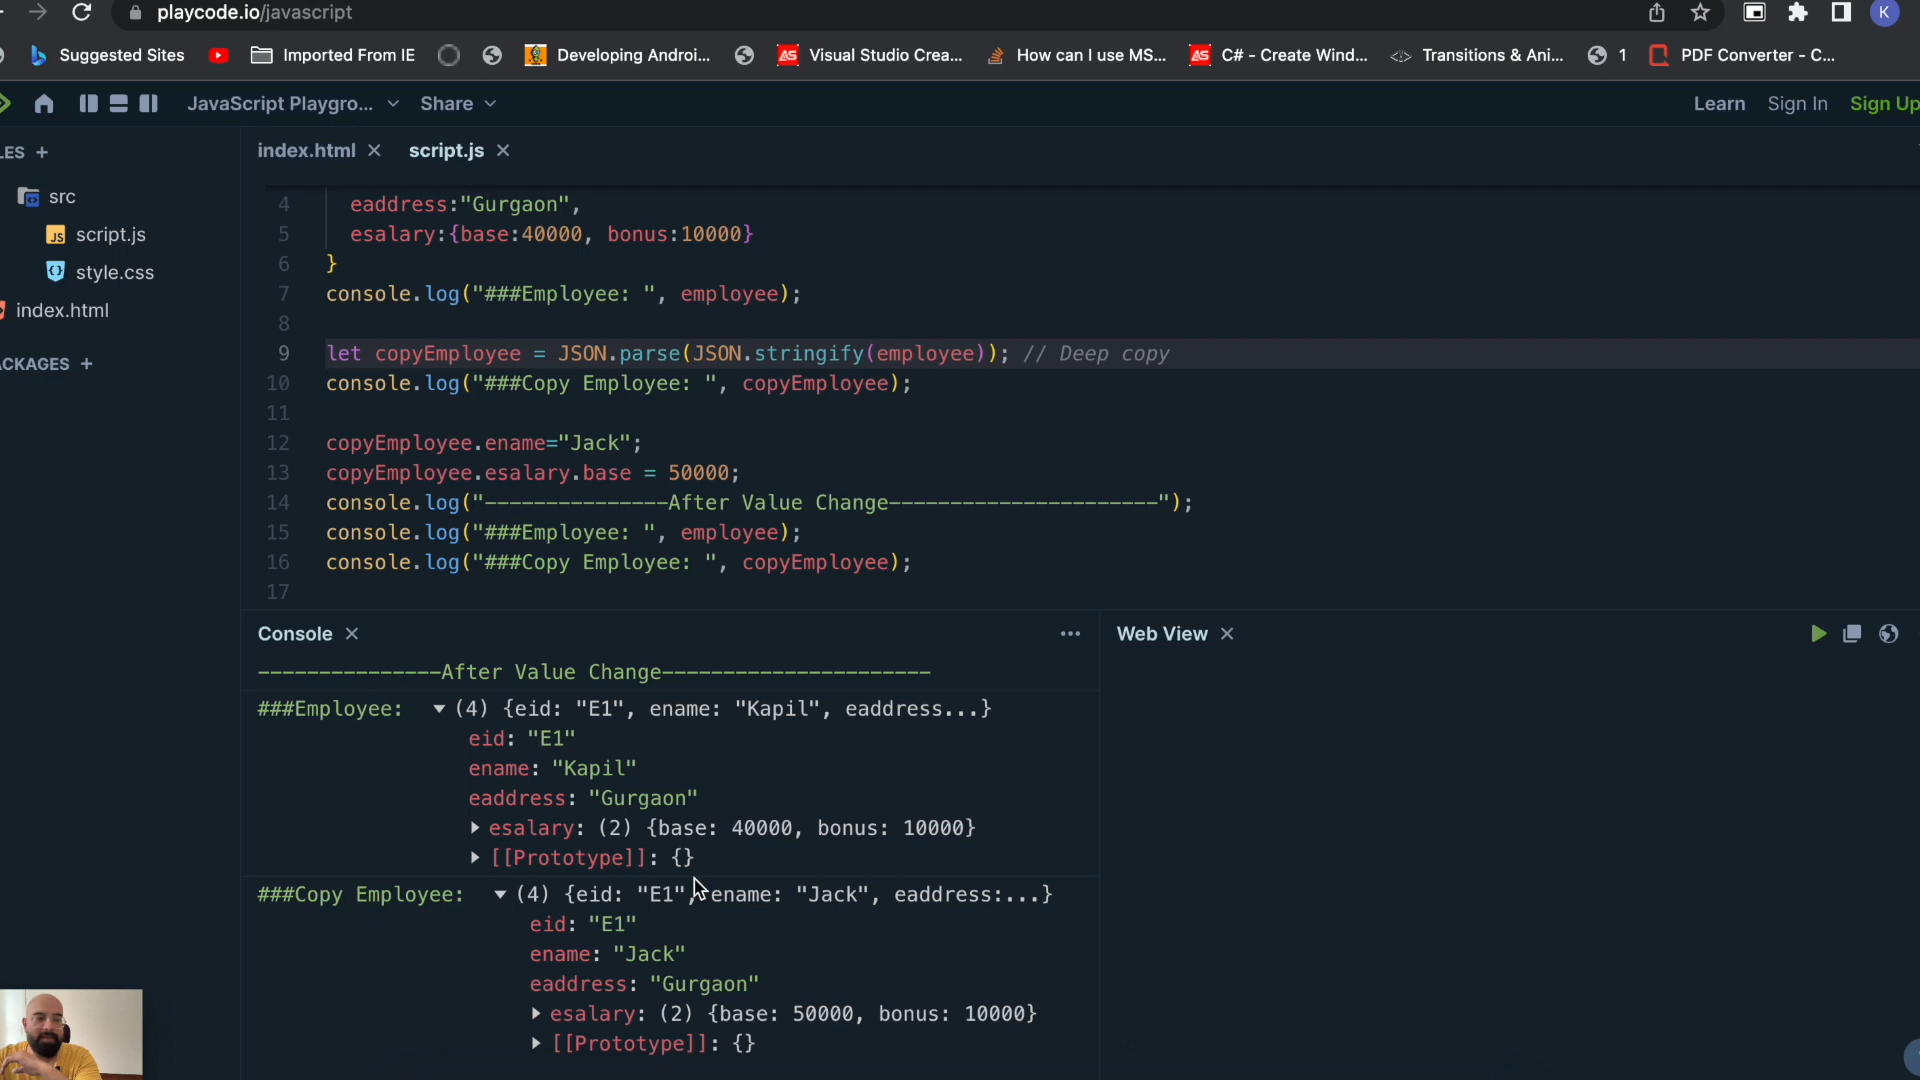 playcode.io/javascript
K
Suggested Sites
Imported From IE
Developing Androi...
Visual Studio Crea...
How can I use MS...
C# - Create Wind...
Transitions & Ani...
1
PDF Converter - C...
JavaScript Playgro...
Share
Learn
Sign In
Sign Up
LES +
index.html ×
script.js ×
src
script.js
style.css
index.html
ACKAGES +
4 eaddress:"Gurgaon",
5 esalary:{base:40000, bonus:10000}
6 }
7 console.log("###Employee: ", employee);
8
9 let copyEmployee = JSON.parse(JSON.stringify(employee)); // Deep copy
10 console.log("###Copy Employee: ", copyEmployee);
11
12 copyEmployee.ename="Jack";
13 copyEmployee.esalary.base = 50000;
14 console.log("---------------After Value Change----------------------");
15 console.log("###Employee: ", employee);
16 console.log("###Copy Employee: ", copyEmployee);
17
Console ×
Web View ×
---------------After Value Change----------------------
###Employee: ▼ (4) {eid: "E1", ename: "Kapil", eaddress...}
eid: "E1"
ename: "Kapil"
eaddress: "Gurgaon"
▶ esalary: (2) {base: 40000, bonus: 10000}
▶ [[Prototype]]: {}
###Copy Employee: ▼ (4) {eid: "E1", ename: "Jack", eaddress:...}
eid: "E1"
ename: "Jack"
eaddress: "Gurgaon"
▶ esalary: (2) {base: 50000, bonus: 10000}
▶ [[Prototype]]: {}